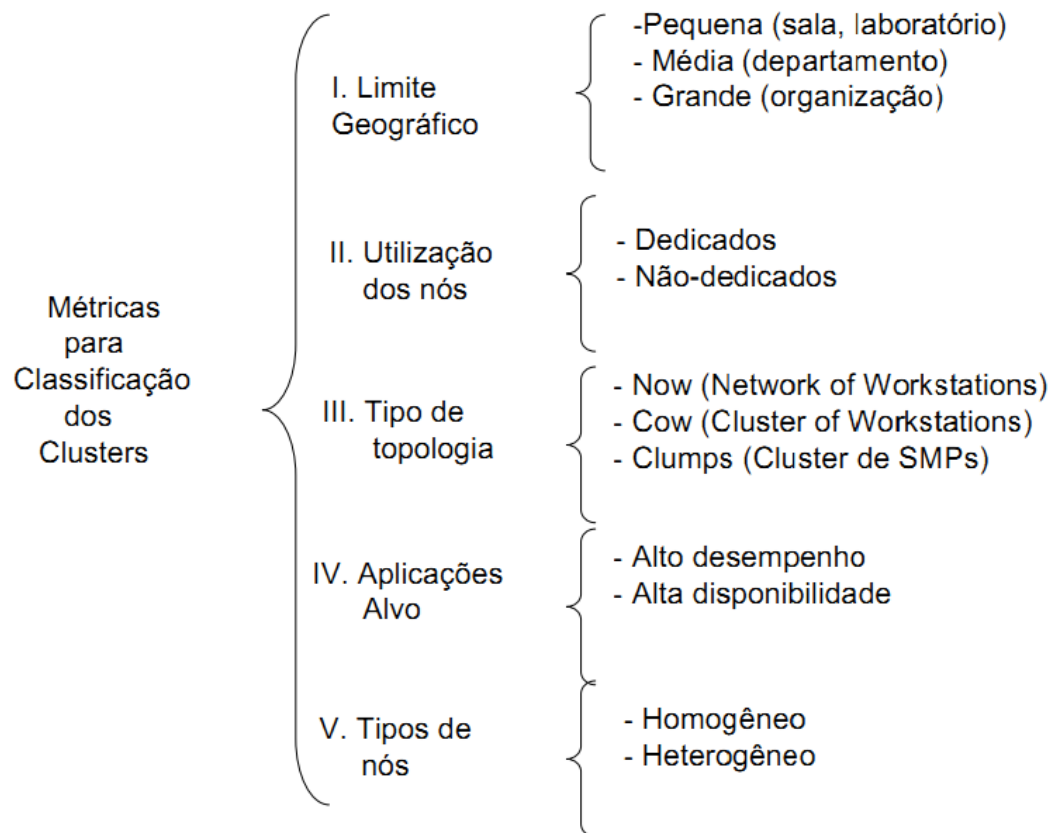 Métricas
para
Classificação
dos
Clusters
I. Limite
Geográfico
-Pequena (sala, laboratório)
- Média (departamento)
- Grande (organização)
II. Utilização
dos nós
- Dedicados
- Não-dedicados
III. Tipo de
topologia
- Now (Network of Workstations)
- Cow (Cluster of Workstations)
- Clumps (Cluster de SMPs)
IV. Aplicações
Alvo
- Alto desempenho
- Alta disponibilidade
V. Tipos de
nós
- Homogêneo
- Heterogêneo